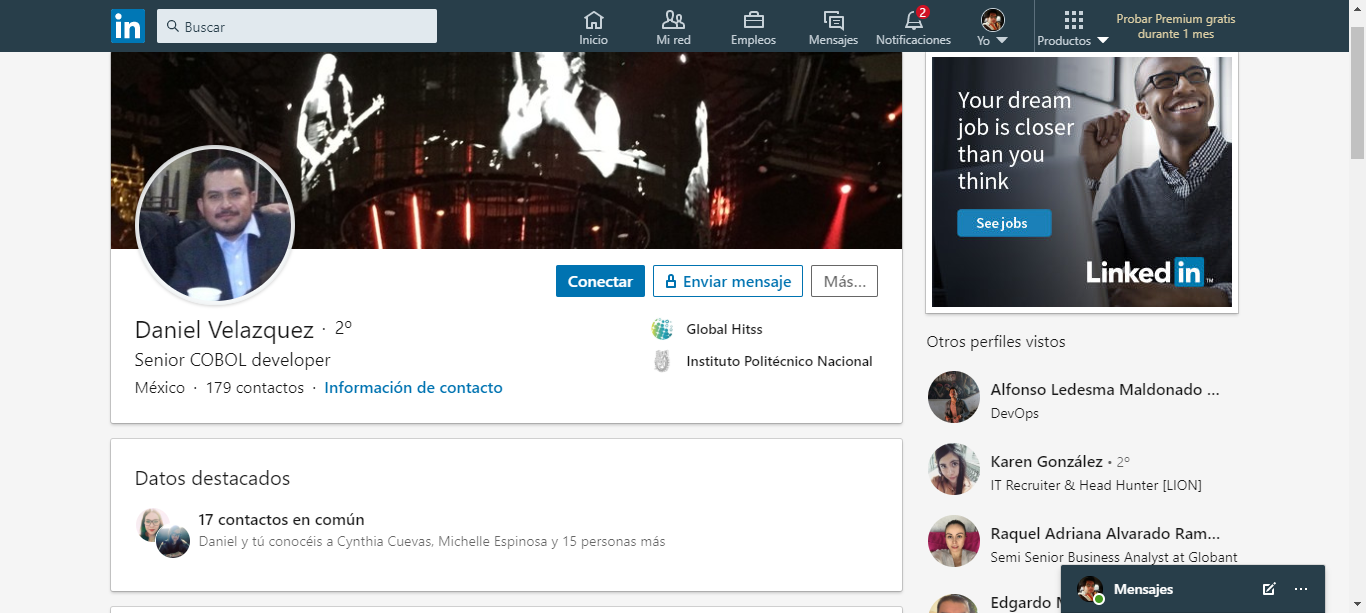 in
Buscar
Inicio
Mi red
Empleos
Mensajes
2
Notificaciones
Yo
Productos
Probar Premium gratis
durante 1 mes
Daniel Velazquez · 2º
Senior COBOL developer
México · 179 contactos · Información de contacto
Conectar
Enviar mensaje
Más...
Global Hitss
Instituto Politécnico Nacional
Datos destacados
17 contactos en común
Daniel y tú conocéis a Cynthia Cuevas, Michelle Espinosa y 15 personas más
Your dream
job is closer
than you
think
See jobs
Linked in™
Otros perfiles vistos
Alfonso Ledesma Maldonado ...
DevOps
Karen González • 2º
IT Recruiter & Head Hunter [LION]
Raquel Adriana Alvarado Ram...
Semi Senior Business Analyst at Globant
Edgardo
Mensajes
...